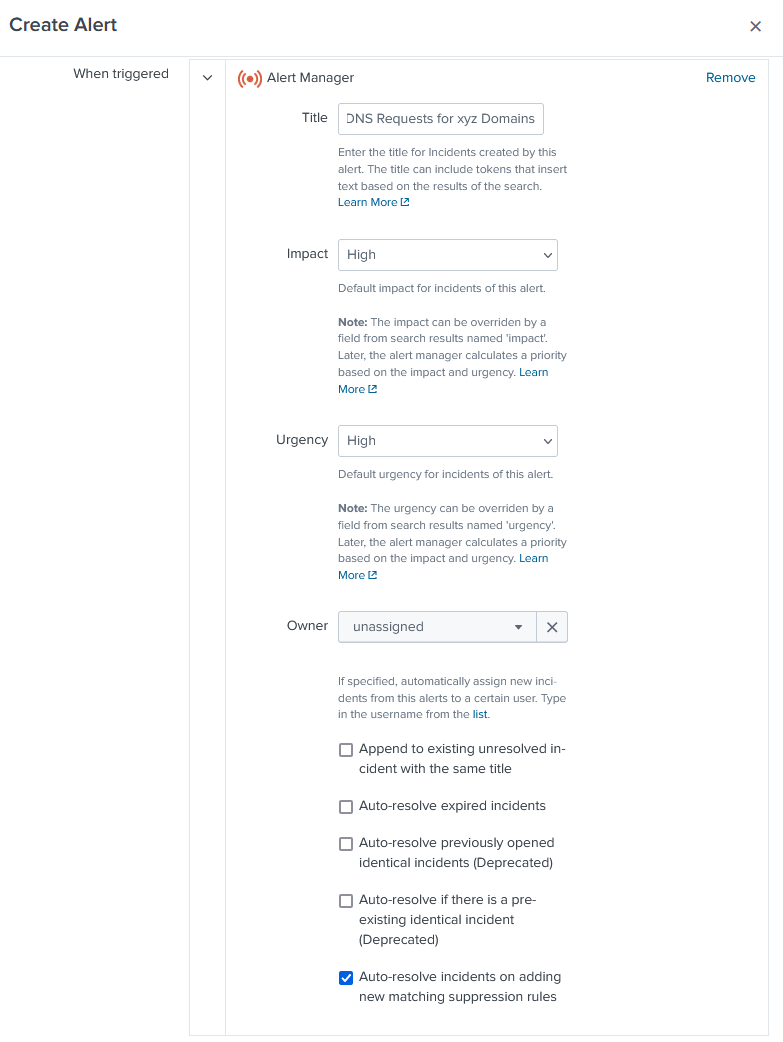 Create Alert
When triggered
Alert Manager
Remove
Title
DNS Requests for xyz Domains
Enter the title for Incidents created by this
alert. The title can include tokens that insert
text based on the results of the search.
Learn More
Impact
High
Default impact for incidents of this alert.
Note: The impact can be overriden by a
field from search results named 'impact'.
Later, the alert manager calculates a priority
based on the impact and urgency. Learn
More
Urgency
High
Default urgency for incidents of this alert.
Note: The urgency can be overriden by a
field from search results named 'urgency'.
Later, the alert manager calculates a priority
based on the impact and urgency. Learn
More
Owner
unassigned
If specified, automatically assign new inci-
dents from this alerts to a certain user. Type
in the username from the list.
Append to existing unresolved in-
cident with the same title
Auto-resolve expired incidents
Auto-resolve previously opened
identical incidents (Deprecated)
Auto-resolve if there is a pre-
existing identical incident
(Deprecated)
Auto-resolve incidents on adding
new matching suppression rules